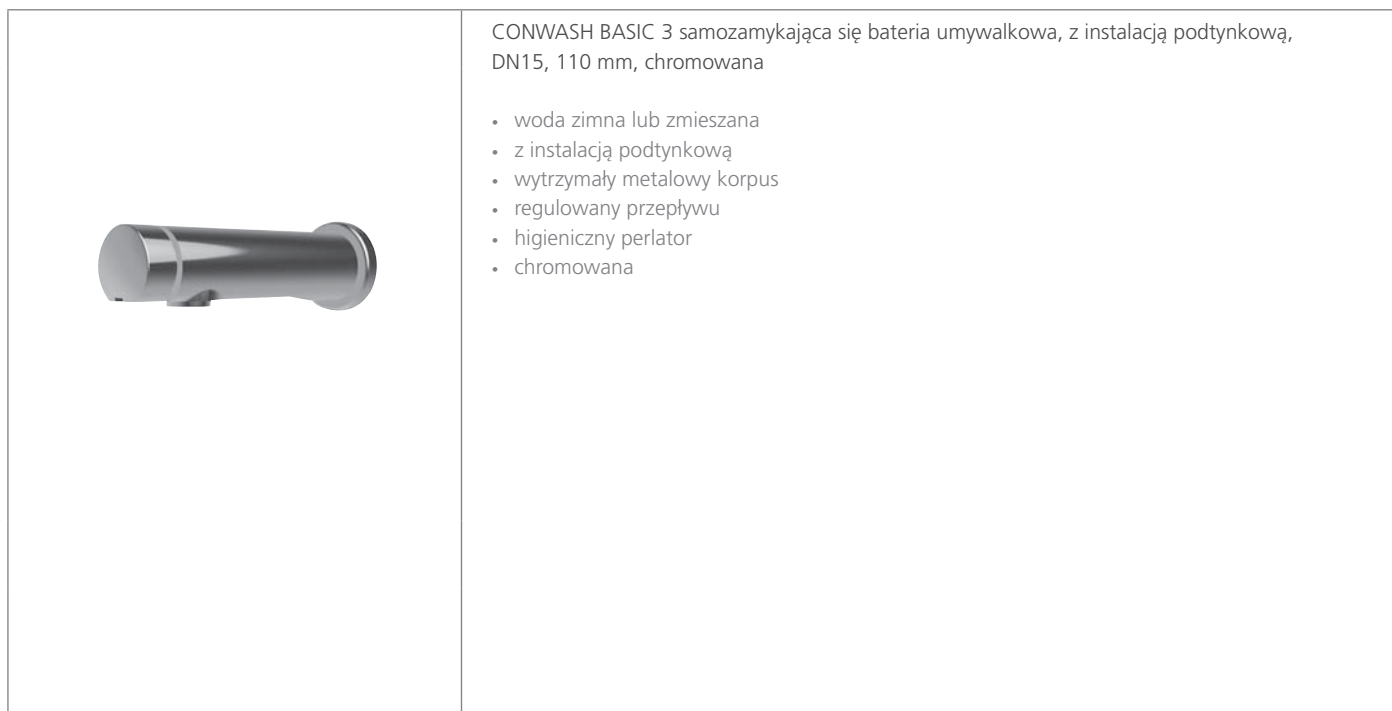 CONWASH BASIC 3 samozamykająca się bateria umywalkowa, z instalacją podtynkową,
DN15, 110 mm, chromowana
• woda zimna lub zmieszana
• z instalacją podtynkową
• wytrzymały metalowy korpus
• regulowany przepływu
• higieniczny perlator
• chromowana